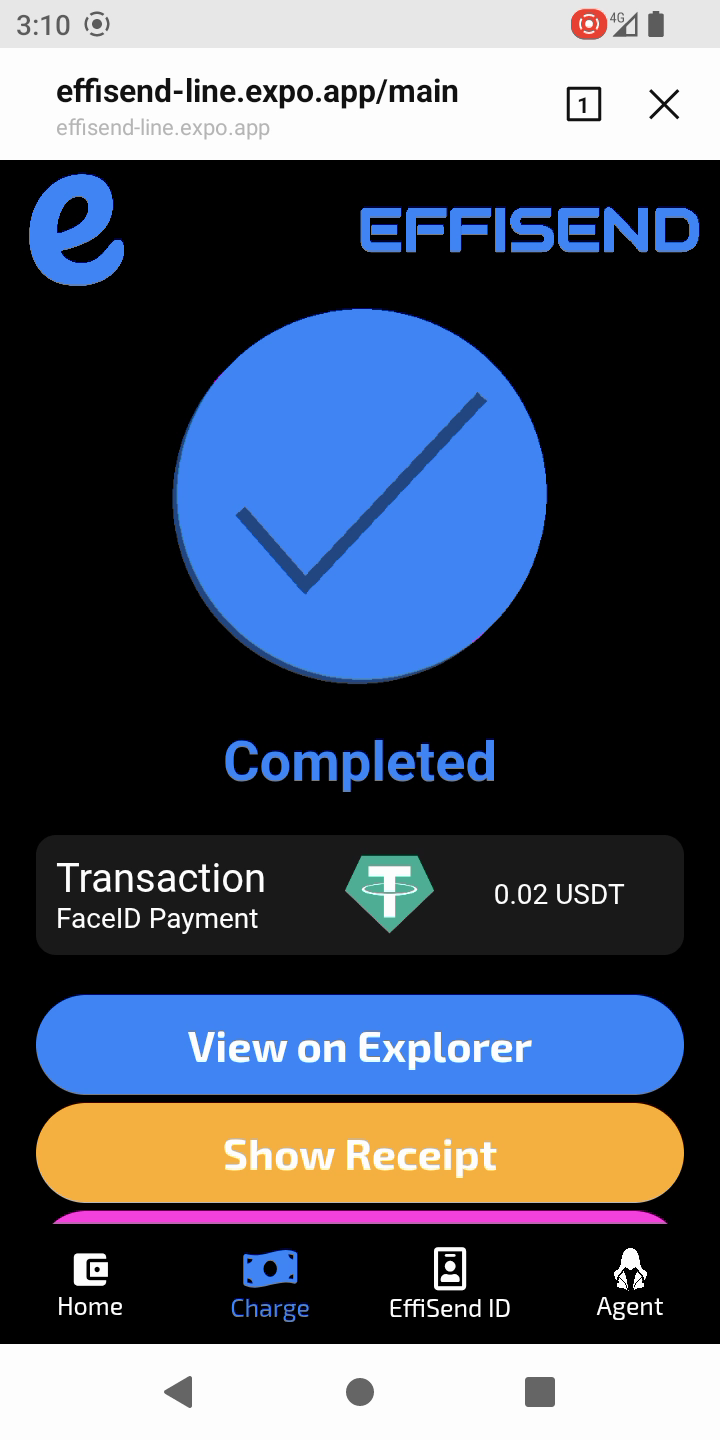 3:10
4G
effisend-line.expo.app/main
effisend-line.expo.app
1
e
EFFISEND
Completed
Transaction
FaceID Payment
0.02 USDT
View on Explorer
Show Receipt
Home
Charge
EffiSend ID
Agent